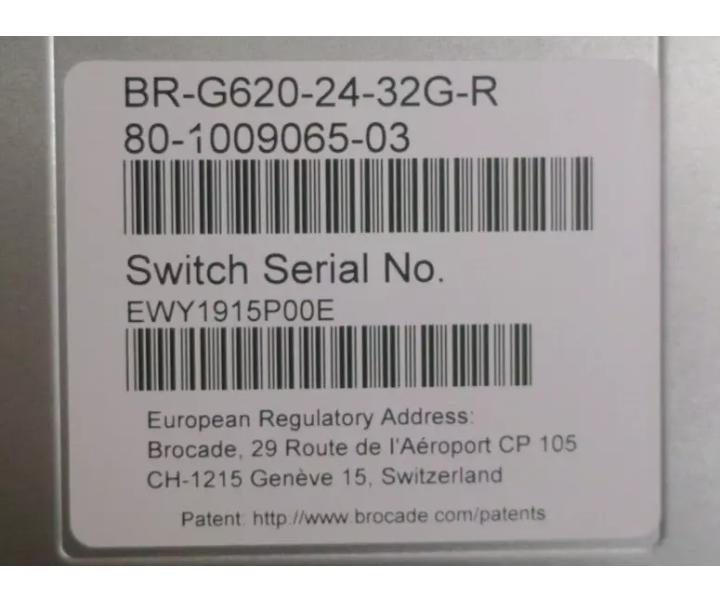 BR-G620-24-32G-R
80-1009065-03
Switch Serial No.
EWY1915P00E
European Regulatory Address:
Brocade, 29 Route de l'Aéroport CP 105
CH-1215 Genève 15, Switzerland
Patent: http://www.brocade.com/patents